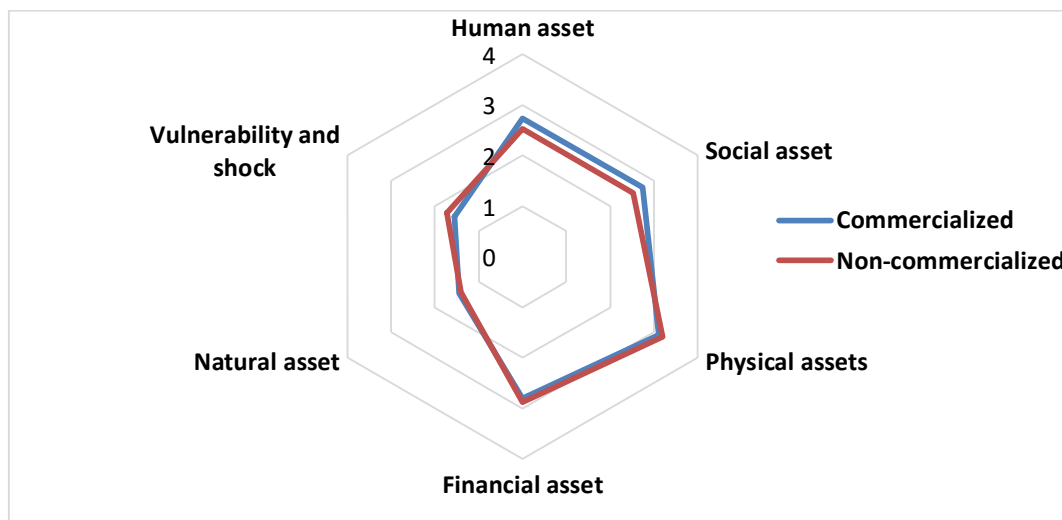 Human asset
4
3
2
1
0
Vulnerability and
shock
Social asset
Commercialized
Non-commercialized
Natural asset
Physical assets
Financial asset